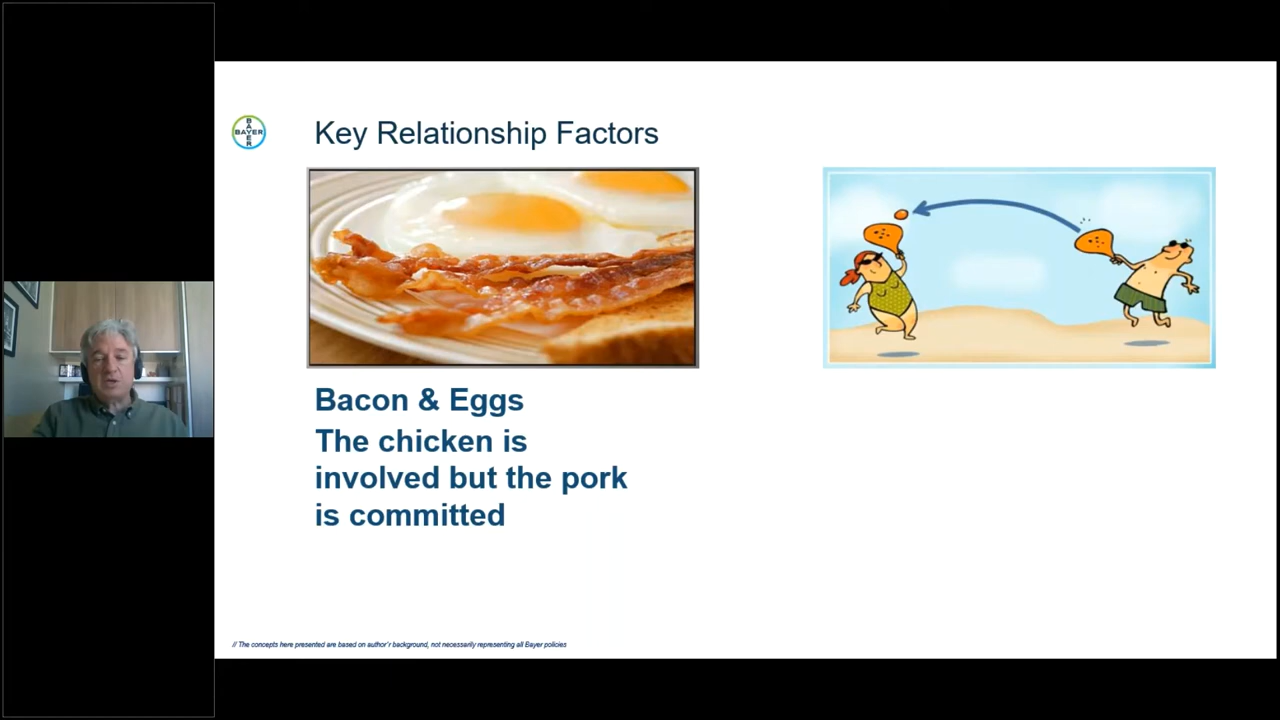 BAYER
BAYER
Key Relationship Factors
Bacon & Eggs
The chicken is
involved but the pork
is committed
// The concepts here presented are based on author's background, not necessarily representing all Bayer policies